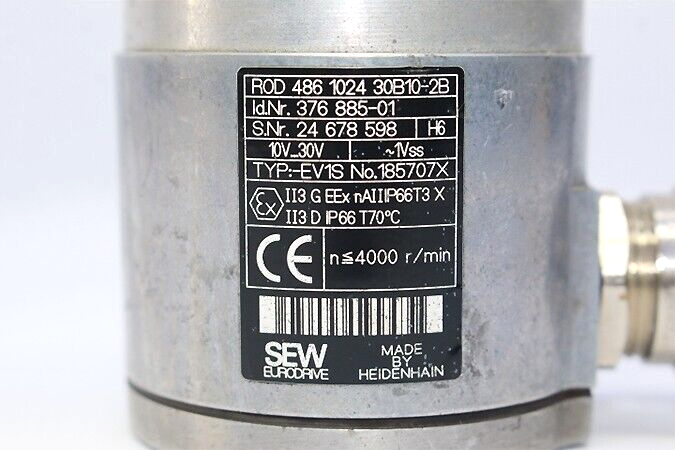 ROD 486 1024 30B10-2B
Id.Nr. 376 885-01
S.Nr. 24 678 598 H6
10V...30V ~1Vss
TYP:-EV1S No.185707X
Ex II3 G EEx nAIIIP66T3 X
II3 D IP66 T70°C
CE n≦4000 r/min
SEW
EURODRIVE
MADE
BY
HEIDENHAIN